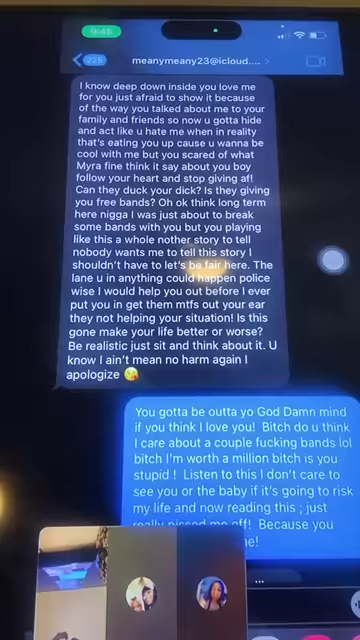 9:45
225
meanymeany23@icloud....
I know deep down inside you love me
for you just afraid to show it because
of the way you talked about me to your
family and friends so now u gotta hide
and act like u hate me when in reality
that's eating you up cause u wanna be
cool with me but you scared of what
Myra fine think it say about you boy
follow your heart and stop giving af!
Can they duck your dick? Is they giving
you free bands? Oh ok think long term
here nigga I was just about to break
some bands with you but you playing
like this a whole nother story to tell
nobody wants me to tell this story I
shouldn't have to let's be fair here. The
lane u in anything could happen police
wise I would help you out before I ever
put you in get them mtfs out your ear
they not helping your situation! Is this
gone make your life better or worse?
Be realistic just sit and think about it. U
know I ain't mean no harm again I
apologize 😘
You gotta be outta yo God Damn mind
if you think I love you! Bitch do u think
I care about a couple fucking bands lol
bitch I'm worth a million bitch is you
stupid ! Listen to this I don't care to
see you or the baby if it's going to risk
my life and now reading this ; just
really pissed me off! Because you
me!